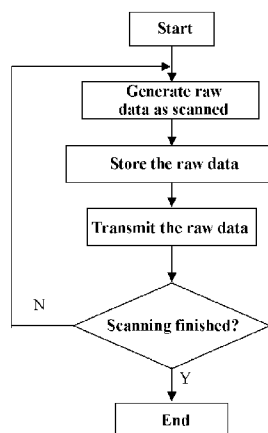 Start
Generate raw
data as scanned
Store the raw data
Transmit the raw data
N
Scanning finished?
Y
End